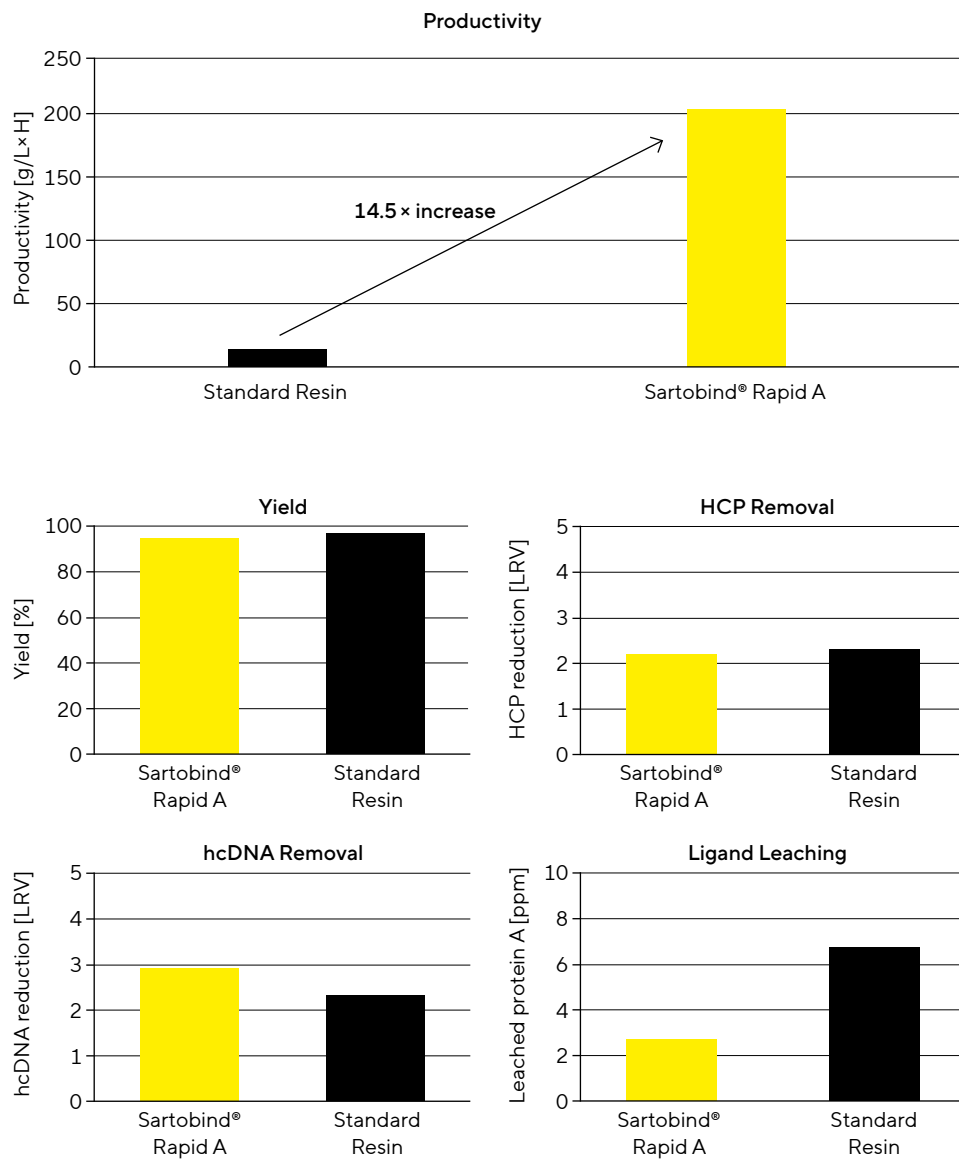 Productivity
Productivity [g/L×H]
250
200
150
100
50
0
14.5 × increase
Standard Resin
Sartobind® Rapid A
Yield
Yield [%]
100
80
60
40
20
0
Sartobind®
Rapid A
Standard
Resin
HCP Removal
HCP reduction [LRV]
5
4
3
2
1
0
Sartobind®
Rapid A
Standard
Resin
hcDNA Removal
hcDNA reduction [LRV]
5
4
3
2
1
0
Sartobind®
Rapid A
Standard
Resin
Ligand Leaching
Leached protein A [ppm]
10
8
6
4
2
0
Sartobind®
Rapid A
Standard
Resin